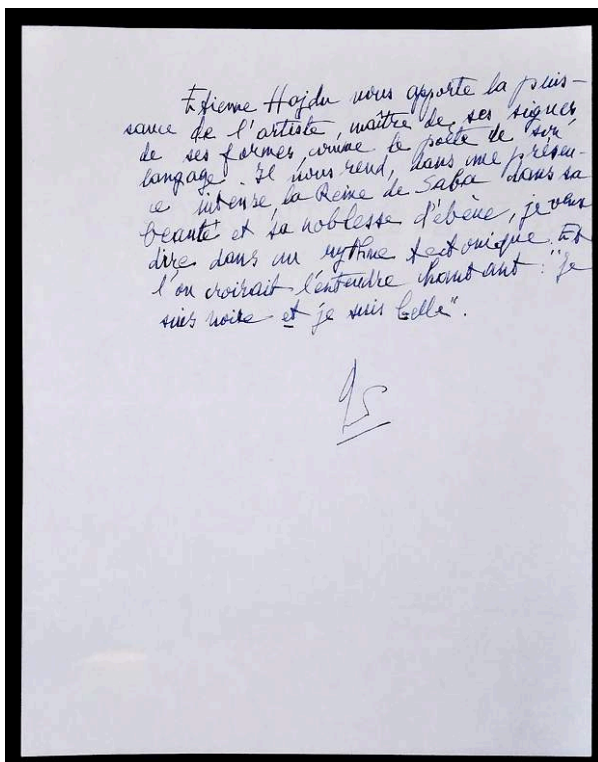 Etienne Hajdu nous apporte la puis-
sance de l'artiste, maître de ses signes,
de ses formes, comme le poète de son
langage. Il nous rend, dans une présen-
ce intense, la Reine de Saba dans sa
beauté et sa noblesse d'ébène, je veux
dire dans un rythme tectonique. Et
l'on croirait l'entendre chantant : "Je
suis noire et je suis belle".